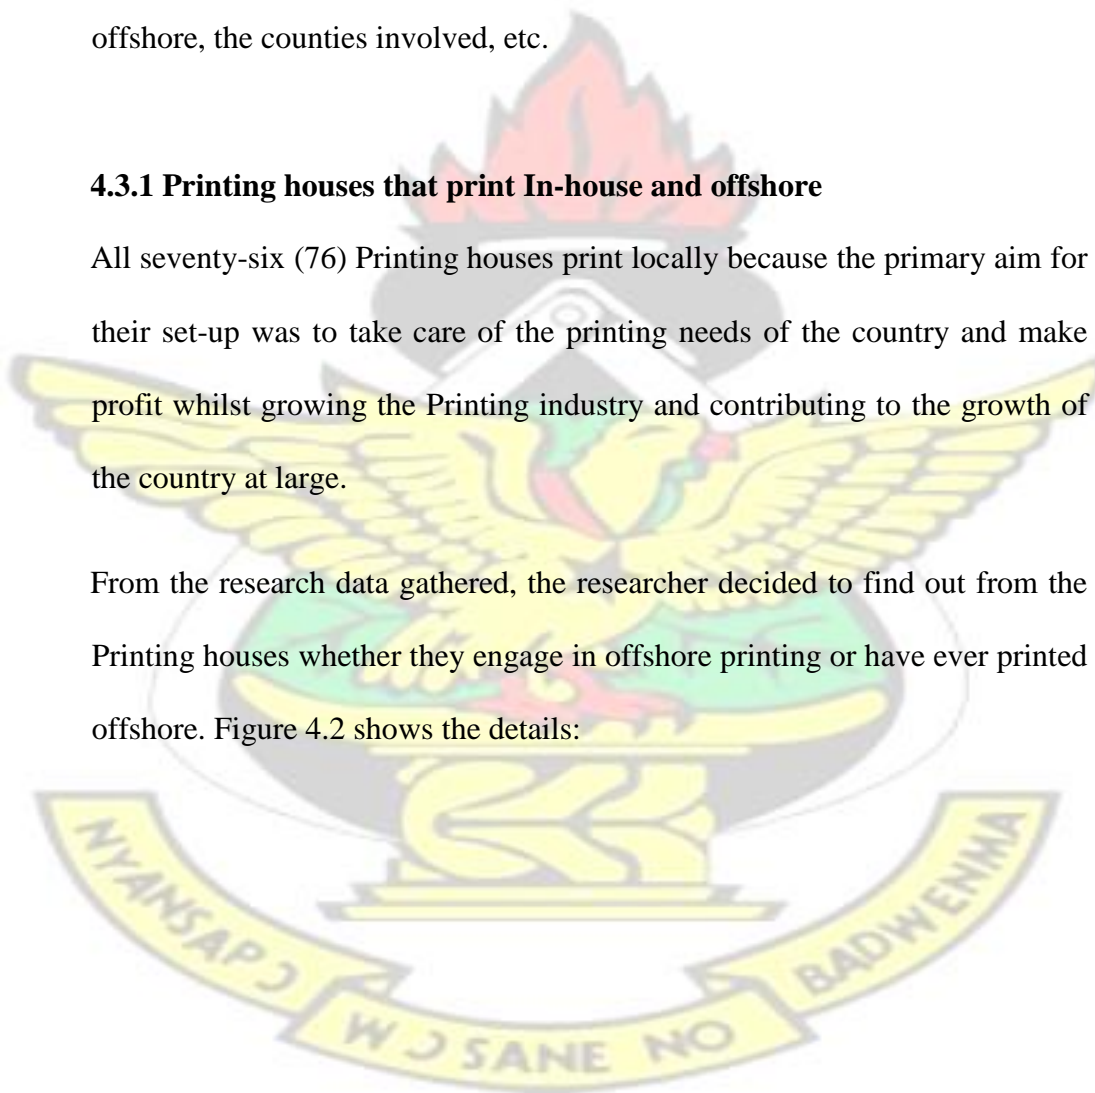 offshore, the counties involved, etc.
4.3.1 Printing houses that print In-house and offshore
All seventy-six (76) Printing houses print locally because the primary aim for
their set-up was to take care of the printing needs of the country and make
profit whilst growing the Printing industry and contributing to the growth of
the country at large.
From the research data gathered, the researcher decided to find out from the
Printing houses whether they engage in offshore printing or have ever printed
offshore. Figure 4.2 shows the details:
NYANSAPƆ WƆSANE NO BADWENMA